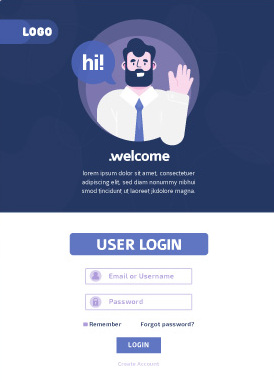 LOGO
hi!
.welcome
lorem ipsum dolor sit amet, consectetuer
adipiscing elit, sed diam nonummy nibhui
smod tincidunt ut laoreet jkdolore magna.
USER LOGIN
Email or Username
Password
Remember Forgot password?
LOGIN
Create Account